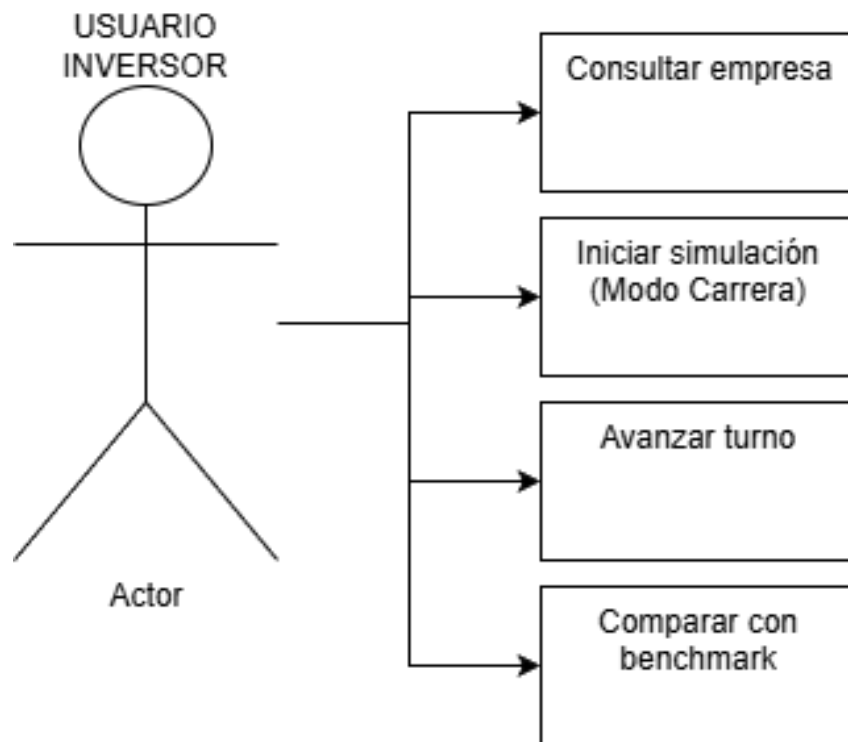 USUARIO
INVERSOR
Actor
Consultar empresa
Iniciar simulación
(Modo Carrera)
Avanzar turno
Comparar con
benchmark